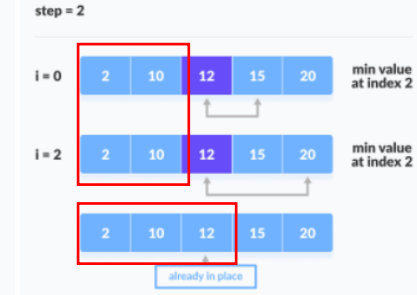 step = 2
i = 0 2 10 12 15 20 min value
at index 2
i = 2 2 10 12 15 20 min value
at index 2
2 10 12 15 20
already in place